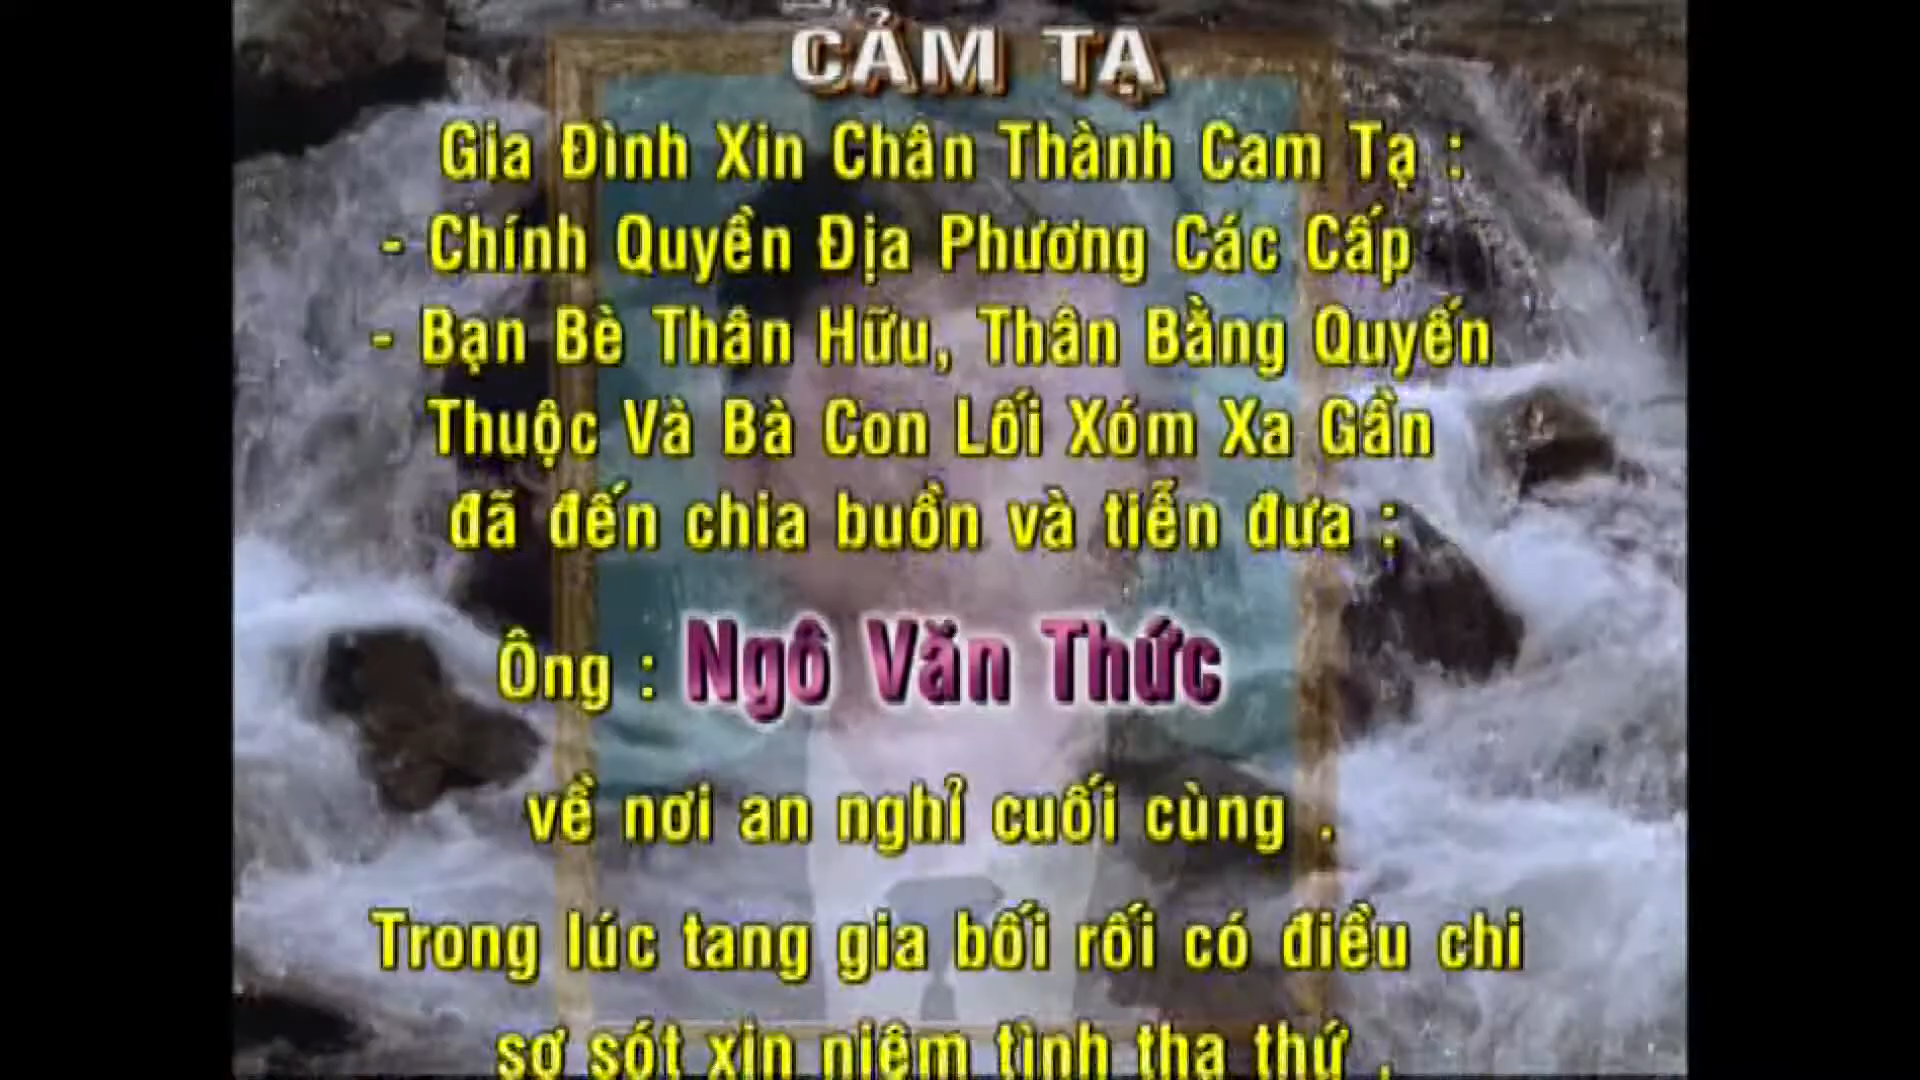 CẢM TẠ
Gia Đình Xin Chân Thành Cam Tạ :
- Chính Quyền Địa Phương Các Cấp
- Bạn Bè Thân Hữu, Thân Bằng Quyến
Thuộc Và Bà Con Lối Xóm Xa Gần
đã đến chia buồn và tiễn đưa :
Ông : Ngô Văn Thức
về nơi an nghỉ cuối cùng .
Trong lúc tang gia bối rối có điều chi
sơ sót xin niệm tình tha thứ .